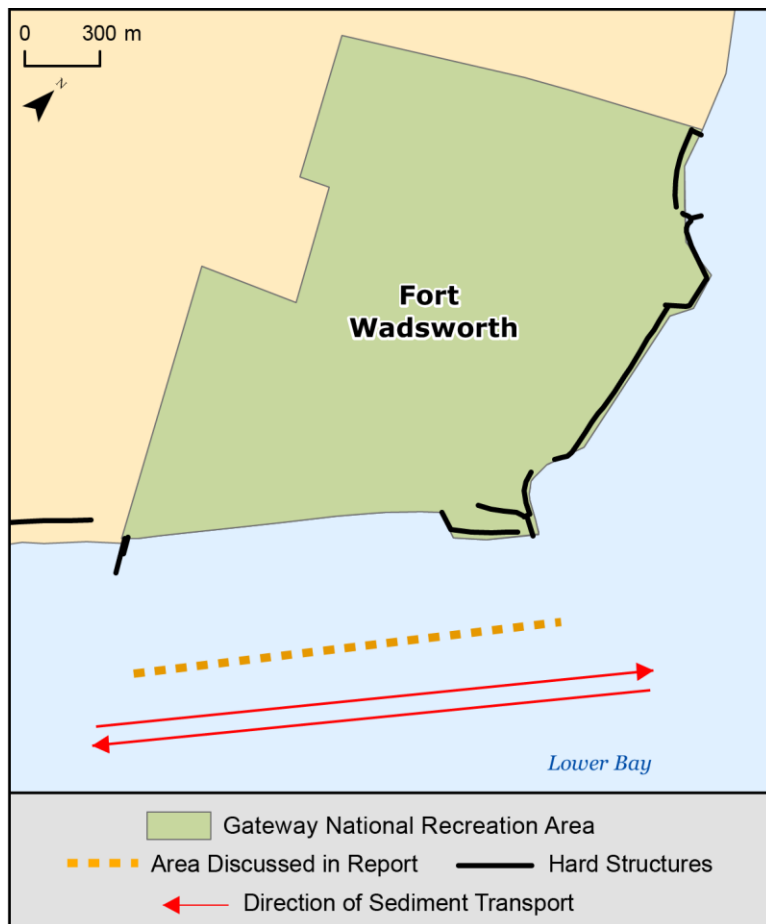 0 300 m
N
Fort
Wadsworth
Lower Bay
Gateway National Recreation Area
Area Discussed in Report
Hard Structures
Direction of Sediment Transport